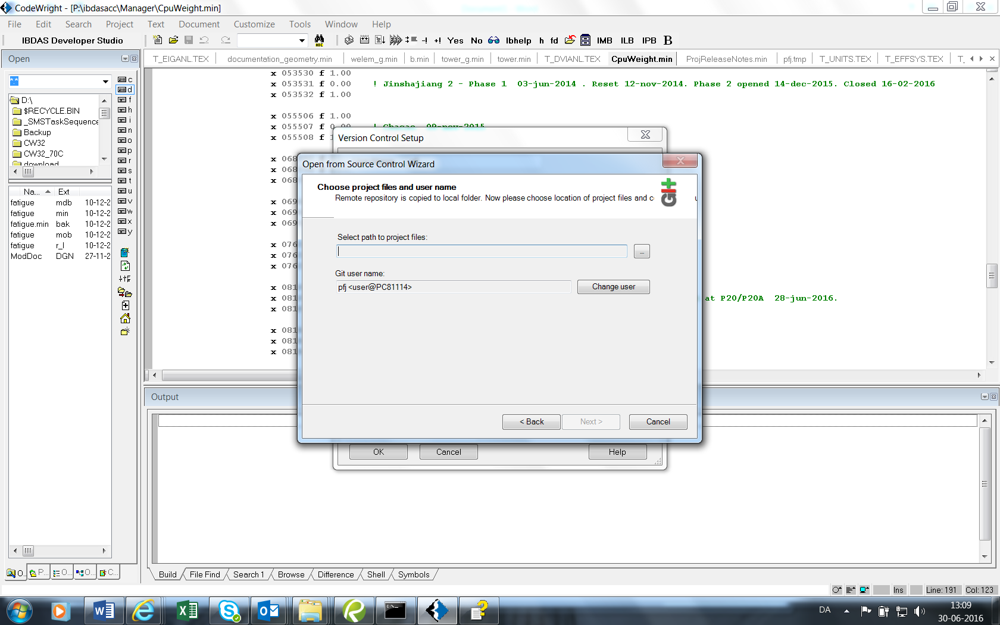 CodeWright - [P:\ibdasacc\Manager\CpuWeight.min]
File Edit Search Project Text Document Customize Tools Window Help
IBDAS Developer Studio
ABC -! +! Yes No Ibhelp h fd IMB ILB IPB B
Open
T_EIGANL.TEX documentation_geometry.min welem_g.min b.min tower_g.min tower.min T_DVIANL.TEX CpuWeight.min ProjReleaseNotes.min pfj.tmp T_UNITS.TEX T_EFFSYS.TEX T_
*.*
D:\
$RECYCLE.BIN
_SMSTaskSequence
Backup
CW32
CW32_70C
download
c
d
f
h
i
n
o
p
r
s
t
u
v
w
x
y
Na... Ext
fatigue mdb 10-12-2
fatigue min 10-12-2
fatigue.min bak 10-12-2
fatigue mob 10-12-2
fatigue r_l 10-12-2
ModDoc DGN 27-11-2
O.. P... O... O... C...
x 053530 f 1.00
x 053531 f 0.00 ! Jinshajiang 2 - Phase 1 03-jun-2014 . Reset 12-nov-2014. Phase 2 opened 14-dec-2015. Closed 16-02-2016
x 053532 f 1.00
x 055506 f 1.00
x 055507 f 0.00 ! Chacao 09-nov-2015
x 055508 f
x 068
x 068
x 068
x 069
x 069
x 069
x 076
x 076
x 076
x 081
x 081 at P20/P20A 28-jun-2016.
x 081
x 081
x 081
x 081
Version Control Setup
Open from Source Control Wizard
Choose project files and user name
Remote repository is copied to local folder. Now please choose location of project files and c
git
Select path to project files:
...
Git user name:
pfj <user@PC81114>
Change user
< Back
Next >
Cancel
OK
Cancel
Help
Output
Build File Find Search 1 Browse Difference Shell Symbols
Ins Line: 191 Col: 123
DA
13:09
30-06-2016